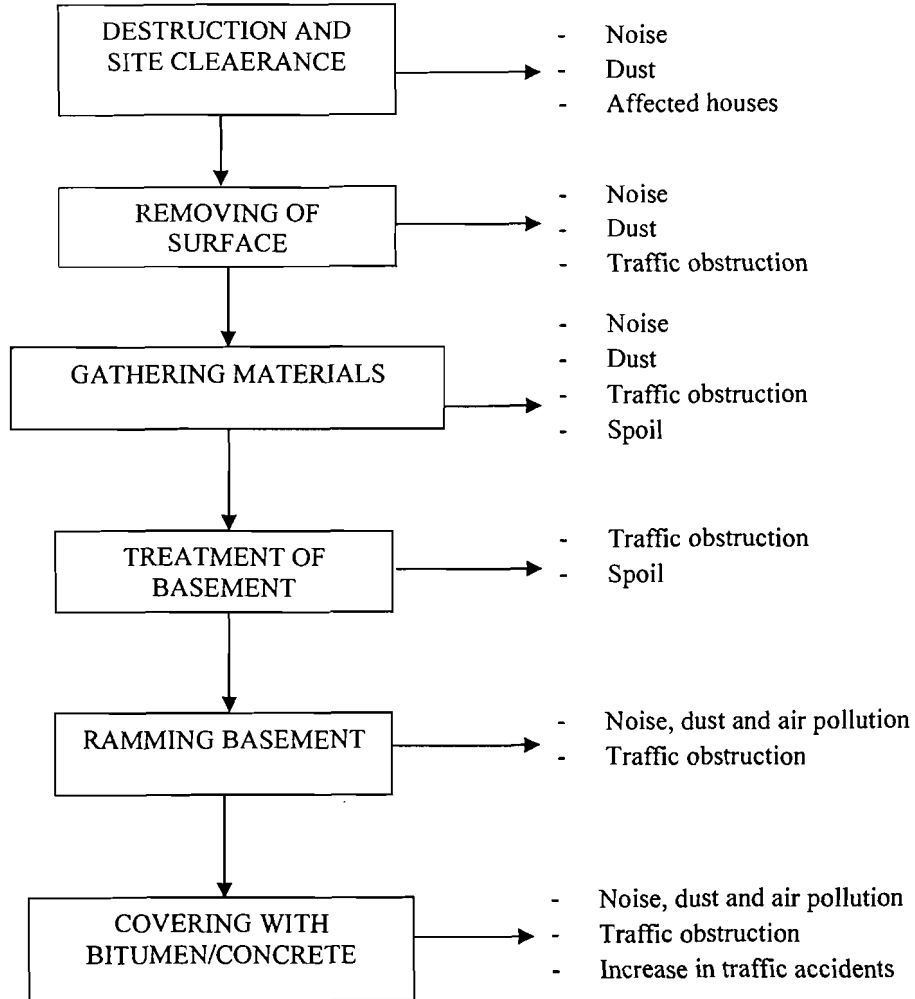 DESTRUCTION AND
SITE CLEAERANCE
- Noise
- Dust
- Affected houses
REMOVING OF
SURFACE
- Noise
- Dust
- Traffic obstruction
GATHERING MATERIALS
- Noise
- Dust
- Traffic obstruction
- Spoil
TREATMENT OF
BASEMENT
- Traffic obstruction
- Spoil
RAMMING BASEMENT
- Noise, dust and air pollution
- Traffic obstruction
COVERING WITH
BITUMEN/CONCRETE
- Noise, dust and air pollution
- Traffic obstruction
- Increase in traffic accidents